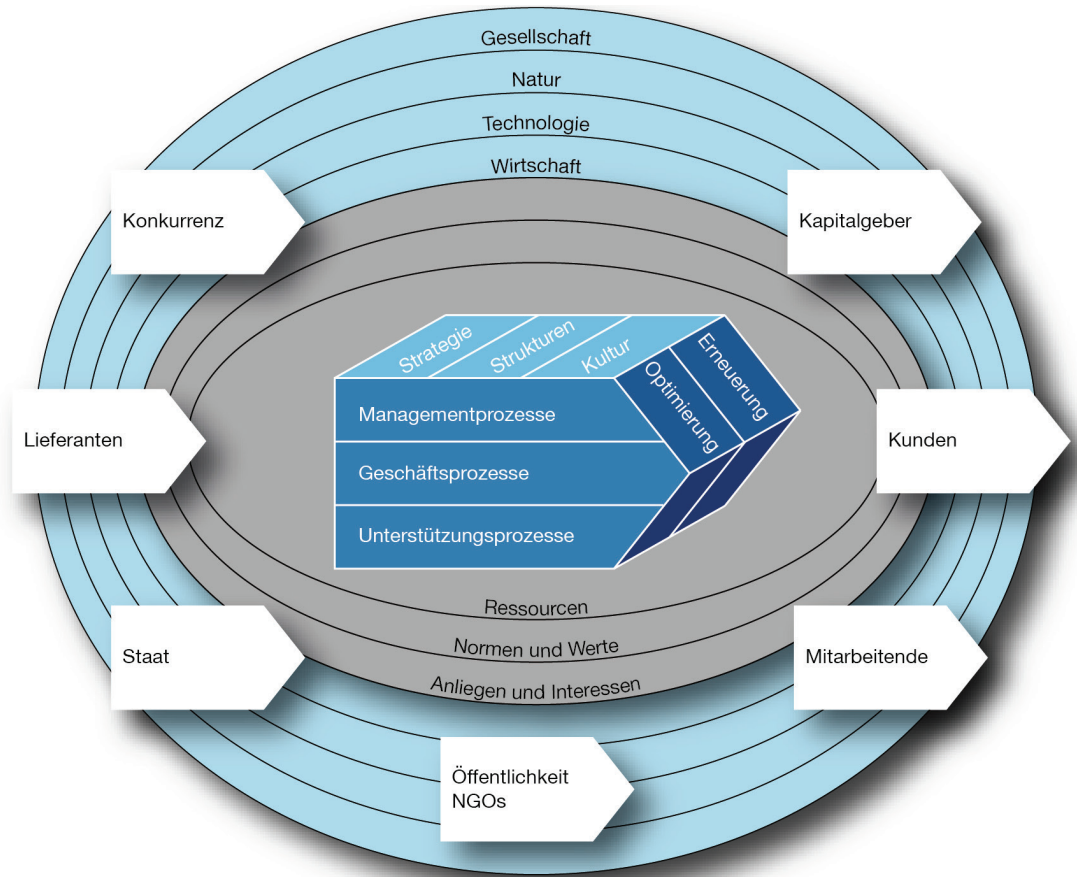 Gesellschaft
Natur
Technologie
Wirtschaft
Konkurrenz
Kapitalgeber
Strategie
Strukturen
Kultur
Optimierung
Erneuerung
Managementprozesse
Geschäftsprozesse
Unterstützungsprozesse
Lieferanten
Kunden
Ressourcen
Normen und Werte
Anliegen und Interessen
Staat
Mitarbeitende
Öffentlichkeit
NGOs